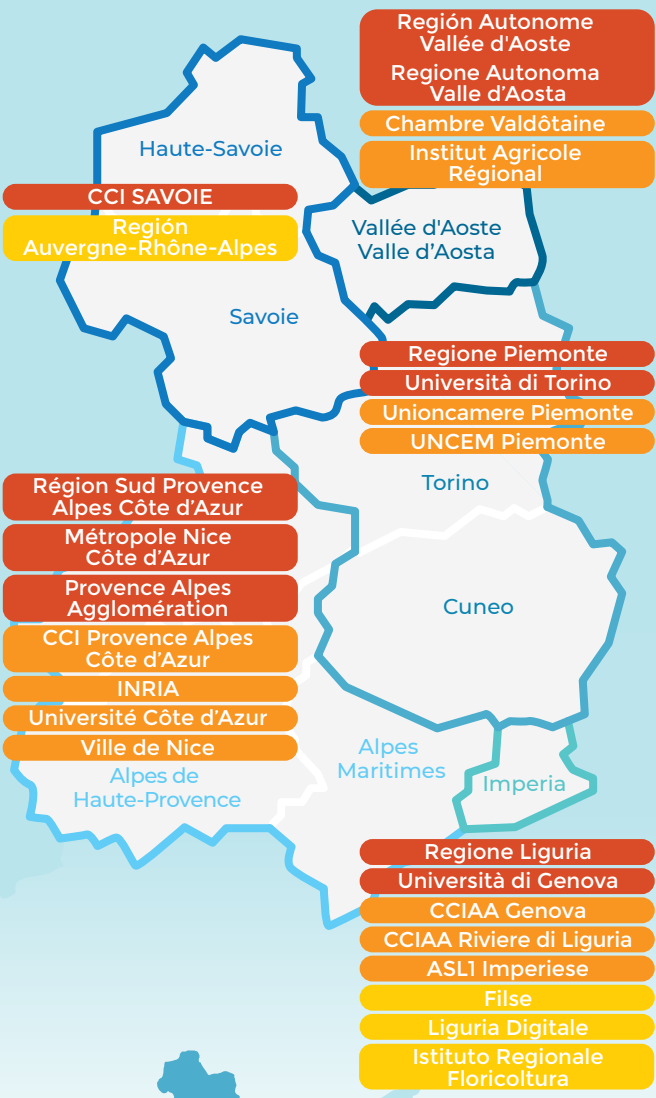 Región Autonome
Vallée d'Aoste
Regione Autonoma
Valle d'Aosta
Chambre Valdôtaine
Institut Agricole
Régional
Haute-Savoie
CCI SAVOIE
Región
Auvergne-Rhône-Alpes
Vallée d'Aoste
Valle d'Aosta
Savoie
Regione Piemonte
Università di Torino
Unioncamere Piemonte
UNCEM Piemonte
Torino
Région Sud Provence
Alpes Côte d'Azur
Métropole Nice
Côte d'Azur
Provence Alpes
Agglomération
CCI Provence Alpes
Côte d'Azur
INRIA
Université Côte d'Azur
Ville de Nice
Cuneo
Alpes de
Haute-Provence
Alpes
Maritimes
Imperia
Regione Liguria
Università di Genova
CCIAA Genova
CCIAA Riviere di Liguria
ASL1 Imperiese
Filse
Liguria Digitale
Istituto Regionale
Floricoltura